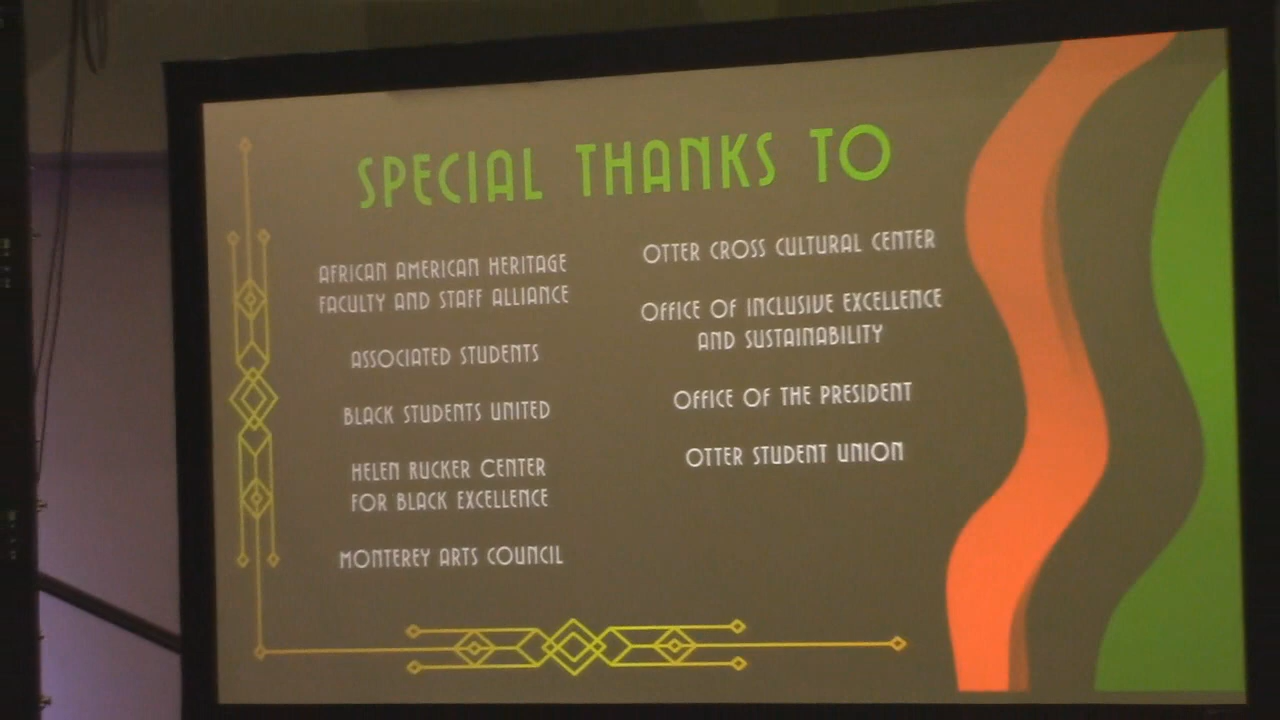 SPECIAL THANKS TO
AFRICAN AMERICAN HERITAGE
FACULTY AND STAFF ALLIANCE
ASSOCIATED STUDENTS
BLACK STUDENTS UNITED
HELEN RUCKER CENTER
FOR BLACK EXCELLENCE
MONTEREY ARTS COUNCIL
OTTER CROSS CULTURAL CENTER
OFFICE OF INCLUSIVE EXCELLENCE
AND SUSTAINABILITY
OFFICE OF THE PRESIDENT
OTTER STUDENT UNION